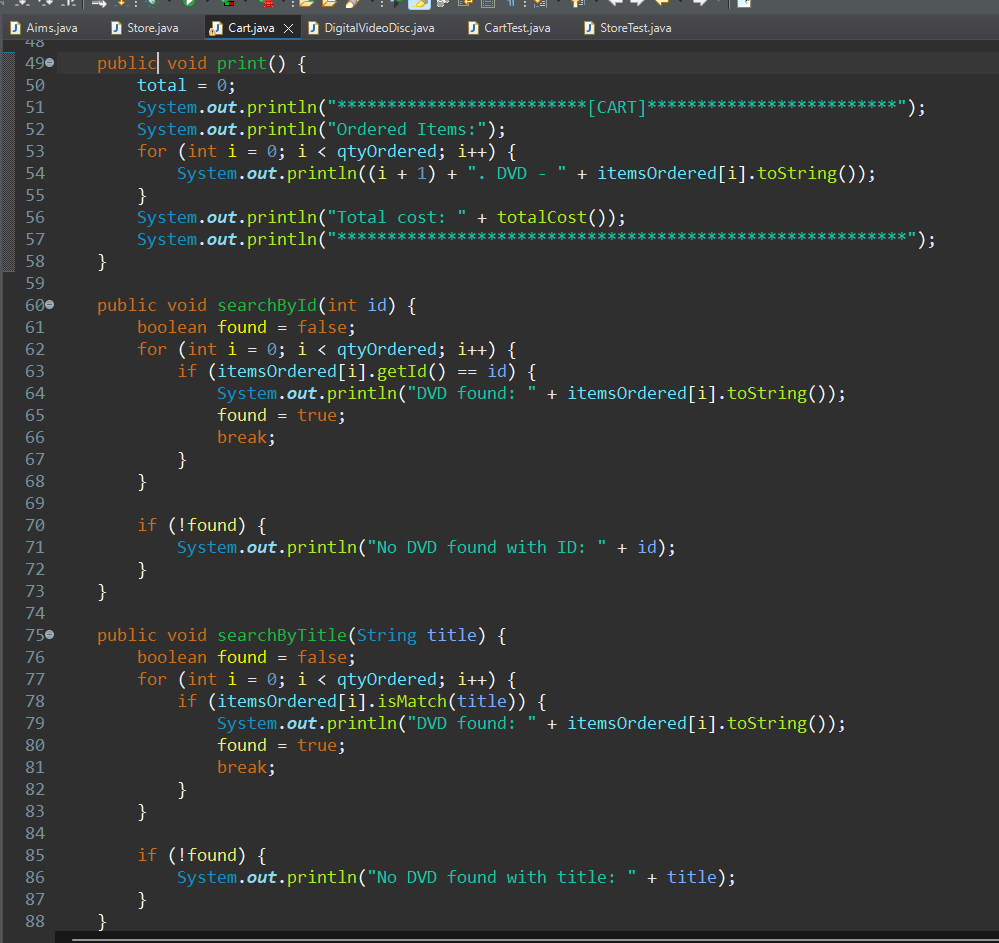 Aims.java Store.java Cart.java DigitalVideoDisc.java CartTest.java StoreTest.java
48
49 public void print() {
50 total = 0;
51 System.out.println("*************************[CART]*************************");
52 System.out.println("Ordered Items:");
53 for (int i = 0; i < qtyOrdered; i++) {
54 System.out.println((i + 1) + ". DVD - " + itemsOrdered[i].toString());
55 }
56 System.out.println("Total cost: " + totalCost());
57 System.out.println("*********************************************************");
58 }
59
60 public void searchById(int id) {
61 boolean found = false;
62 for (int i = 0; i < qtyOrdered; i++) {
63 if (itemsOrdered[i].getId() == id) {
64 System.out.println("DVD found: " + itemsOrdered[i].toString());
65 found = true;
66 break;
67 }
68 }
69
70 if (!found) {
71 System.out.println("No DVD found with ID: " + id);
72 }
73 }
74
75 public void searchByTitle(String title) {
76 boolean found = false;
77 for (int i = 0; i < qtyOrdered; i++) {
78 if (itemsOrdered[i].isMatch(title)) {
79 System.out.println("DVD found: " + itemsOrdered[i].toString());
80 found = true;
81 break;
82 }
83 }
84
85 if (!found) {
86 System.out.println("No DVD found with title: " + title);
87 }
88 }